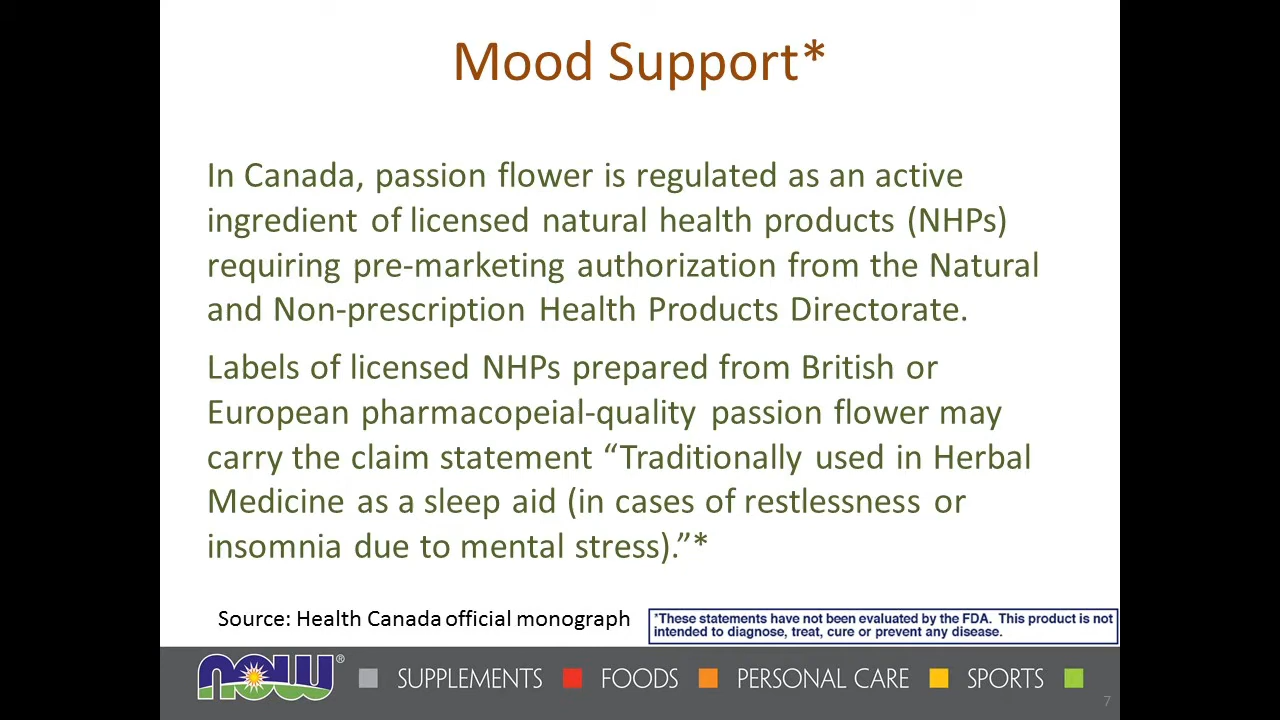 Mood Support*
In Canada, passion flower is regulated as an active
ingredient of licensed natural health products (NHPs)
requiring pre-marketing authorization from the Natural
and Non-prescription Health Products Directorate.
Labels of licensed NHPs prepared from British or
European pharmacopeial-quality passion flower may
carry the claim statement “Traditionally used in Herbal
Medicine as a sleep aid (in cases of restlessness or
insomnia due to mental stress).”*
Source: Health Canada official monograph
*These statements have not been evaluated by the FDA. This product is not
intended to diagnose, treat, cure or prevent any disease.
now® SUPPLEMENTS FOODS PERSONAL CARE SPORTS
7